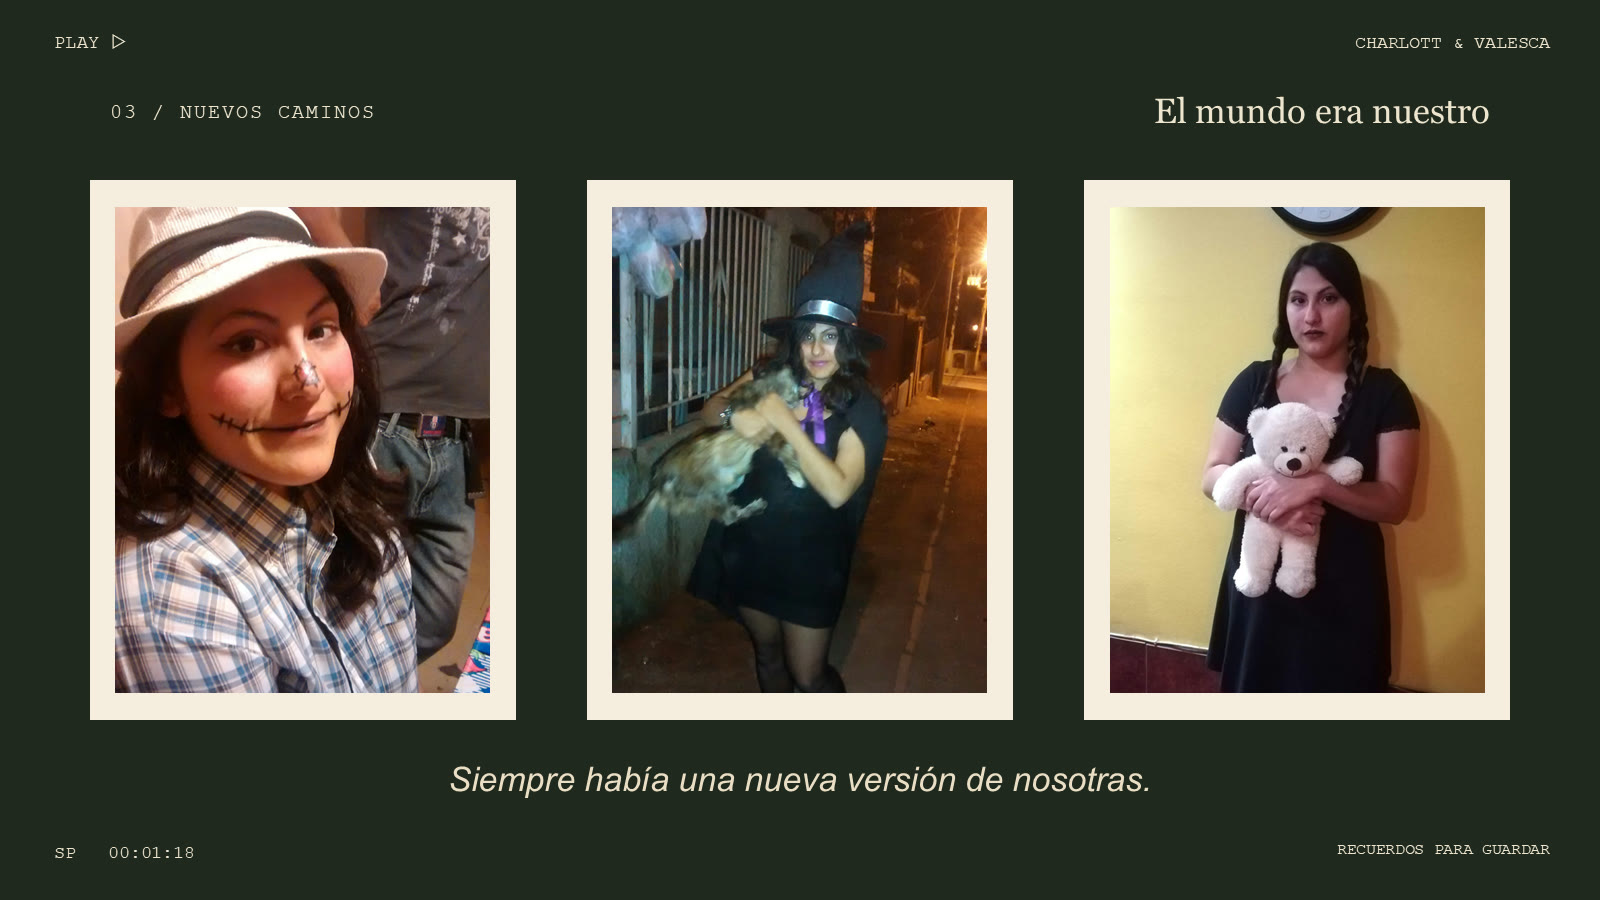 PLAY ▷
CHARLOTT & VALESCA
03 / NUEVOS CAMINOS
El mundo era nuestro
Siempre había una nueva versión de nosotras.
SP 00:01:18
RECUERDOS PARA GUARDAR